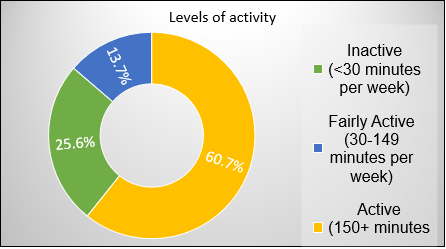 Levels of activity
13.7%
25.6%
60.7%
Inactive
(<30 minutes
per week)
Fairly Active
(30-149
minutes per
week)
Active
(150+ minutes